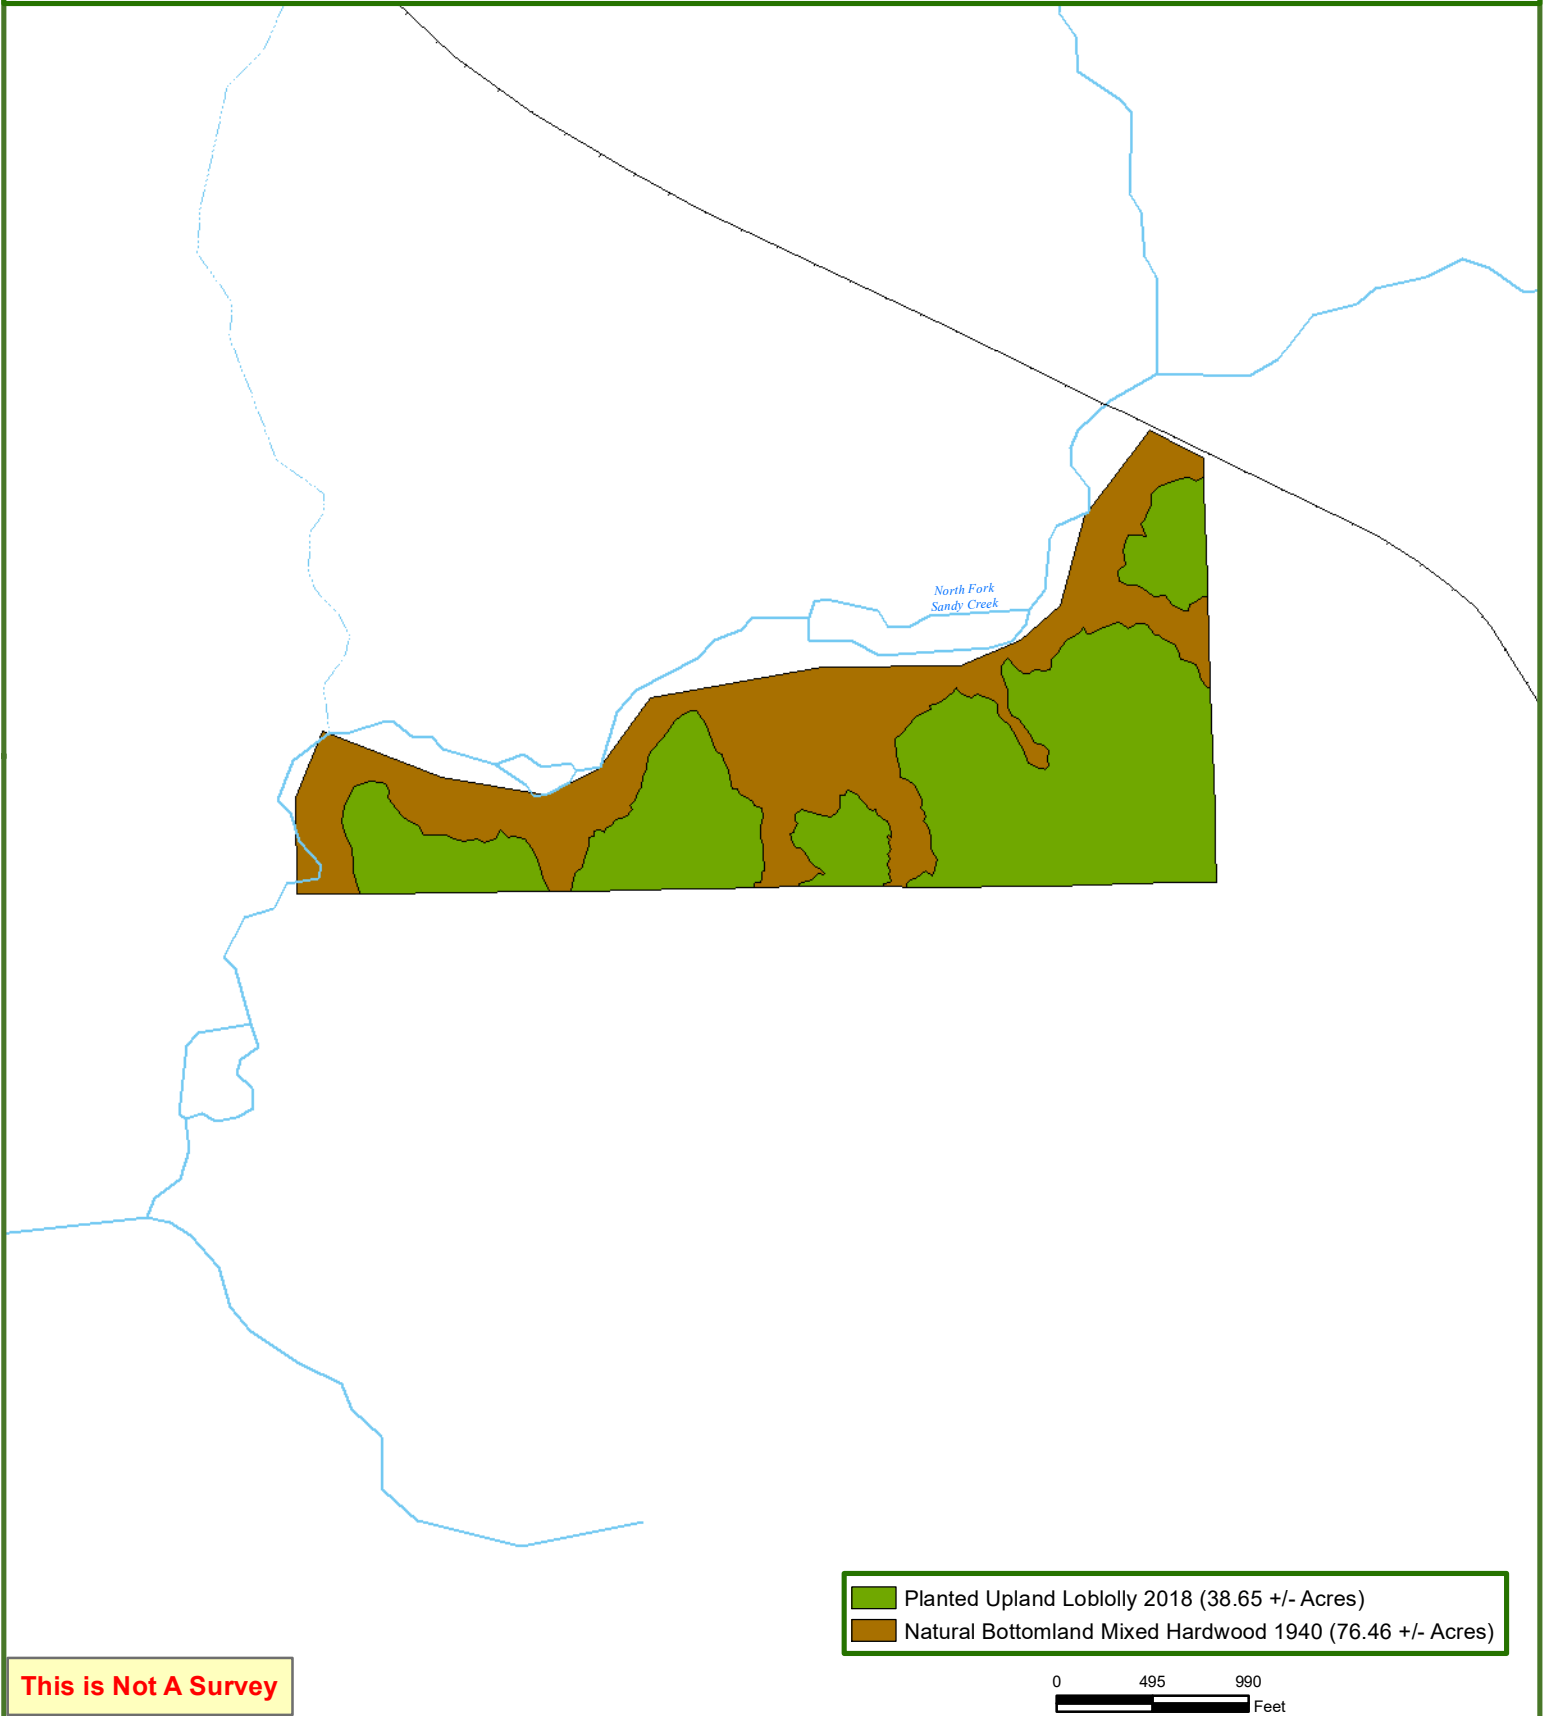 North Fork
Sandy Creek
Planted Upland Loblolly 2018 (38.65 +/- Acres)
Natural Bottomland Mixed Hardwood 1940 (76.46 +/- Acres)
This is Not A Survey
0 495 990
Feet